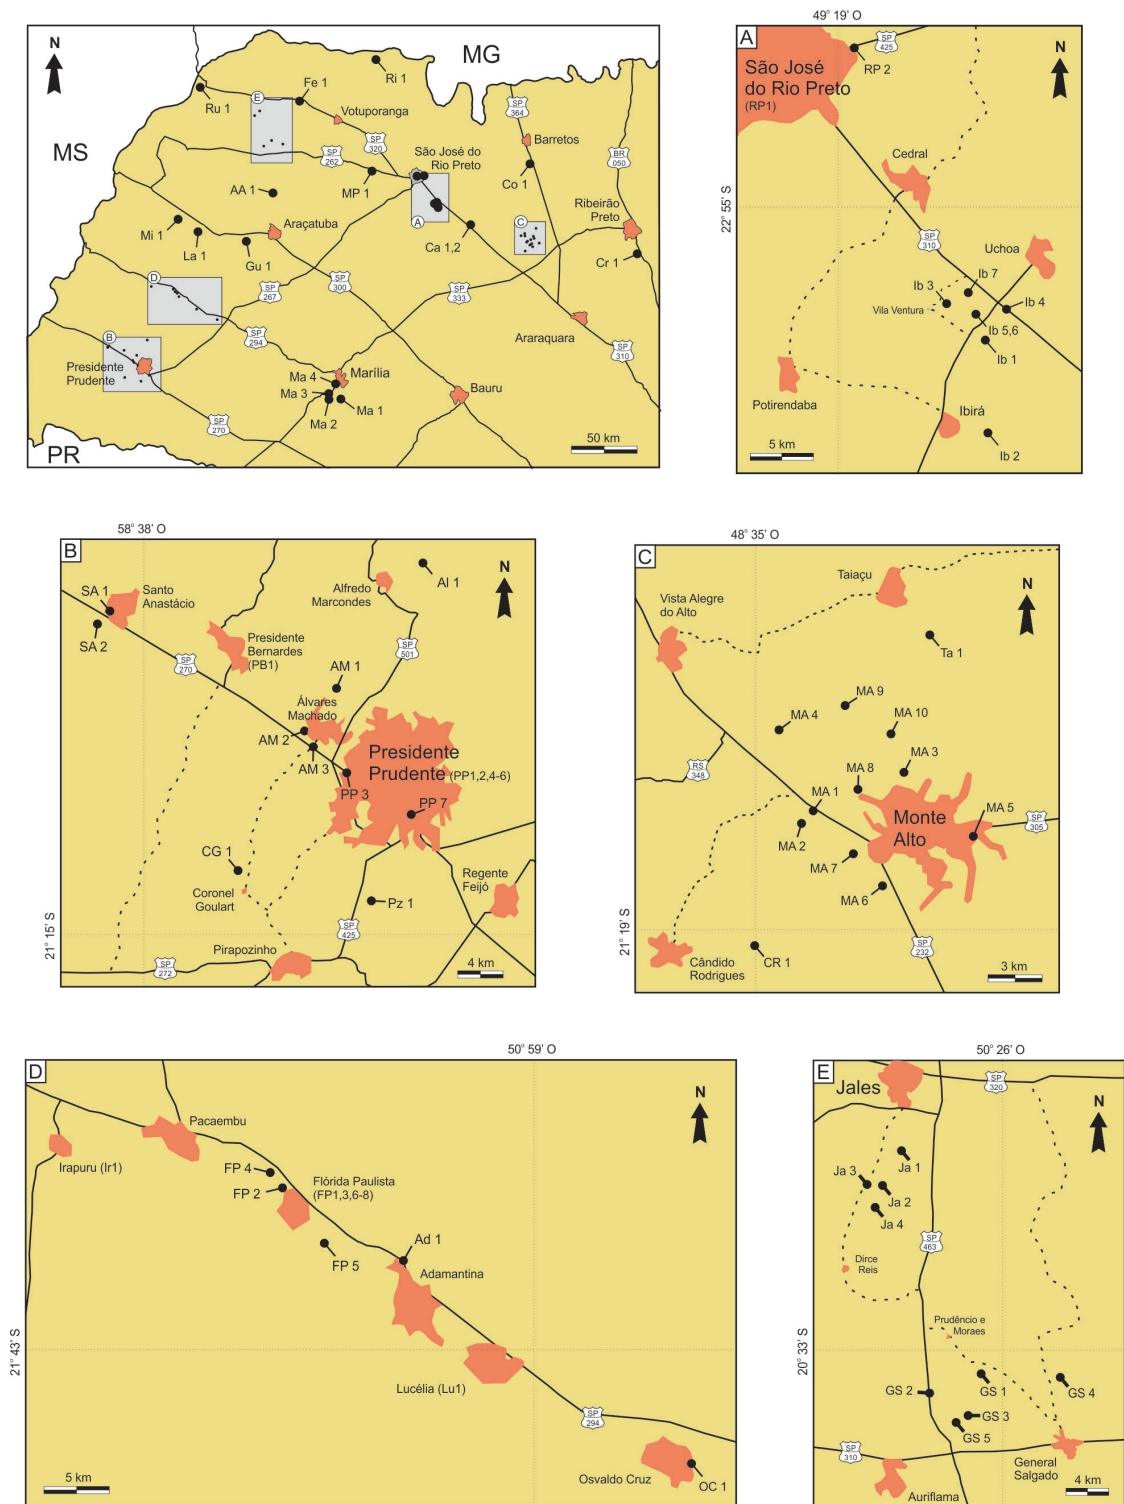 N
MG
MS
PR
Ri 1
Fe 1
Ru 1
E
Votuporanga
SP
364
SP
320
Barretos
BR
050
SP
262
São José do
Rio Preto
AA 1
MP 1
Co 1
A
C
Ribeirão
Preto
Araçatuba
Mi 1
La 1
Gu 1
Ca 1,2
Cr 1
D
SP
267
SP
300
SP
333
B
SP
294
Araraquara
SP
310
Presidente
Prudente
Ma 4
Marília
Ma 3
Ma 1
Ma 2
Bauru
SP
270
50 km
49° 19' O
A
SP
425
RP 2
N
São José
do Rio Preto
(RP1)
Cedral
22° 55' S
SP
310
Uchoa
Ib 7
Ib 3
Vila Ventura
Ib 4
Ib 5,6
Ib 1
Potirendaba
Ibirá
Ib 2
5 km
58° 38' O
B
Al 1
N
Alfredo
Marcondes
SA 1
Santo
Anastácio
SA 2
Presidente
Bernardes
(PB1)
SP
501
SP
270
AM 1
Álvares
Machado
AM 2
AM 3
Presidente
Prudente (PP1,2,4-6)
PP 3
PP 7
CG 1
Coronel
Goulart
Regente
Feijó
Pz 1
21° 15' S
SP
425
Pirapozinho
SP
272
4 km
48° 35' O
C
Taiaçu
N
Vista Alegre
do Alto
Ta 1
MA 9
MA 4
MA 10
RS
348
MA 3
MA 8
MA 1
Monte
Alto
MA 5
SP
305
MA 2
MA 7
MA 6
21° 19' S
Cândido
Rodrigues
CR 1
SP
232
3 km
50° 59' O
D
N
Pacaembu
Irapuru (Ir1)
FP 4
FP 2
Flórida Paulista
(FP1,3,6-8)
Ad 1
FP 5
Adamantina
21° 43' S
Lucélia (Lu1)
SP
294
Osvaldo Cruz
OC 1
5 km
50° 26' O
E
Jales
SP
320
N
Ja 1
Ja 3
Ja 2
Ja 4
SP
463
Dirce
Reis
Prudêncio e
Moraes
20° 33' S
GS 2
GS 1
GS 4
GS 3
GS 5
SP
310
General
Salgado
Auriflama
4 km